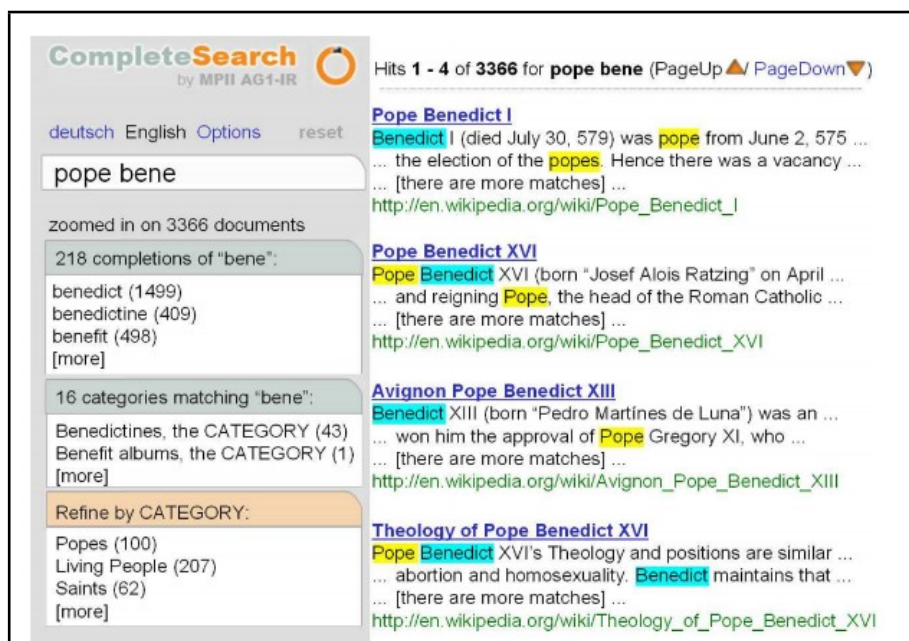 CompleteSearch
by MPII AG1-IR
deutsch English Options reset
pope bene
zoomed in on 3366 documents
218 completions of "bene":
benedict (1499)
benedictine (409)
benefit (498)
[more]
16 categories matching "bene":
Benedictines, the CATEGORY (43)
Benefit albums, the CATEGORY (1)
[more]
Refine by CATEGORY:
Popes (100)
Living People (207)
Saints (62)
[more]
Hits 1 - 4 of 3366 for pope bene (PageUp / PageDown )
Pope Benedict I
Benedict I (died July 30, 579) was pope from June 2, 575 ...
... the election of the popes. Hence there was a vacancy ...
... [there are more matches] ...
http://en.wikipedia.org/wiki/Pope_Benedict_I
Pope Benedict XVI
Pope Benedict XVI (born "Josef Alois Ratzing" on April ...
... and reigning Pope, the head of the Roman Catholic ...
... [there are more matches] ...
http://en.wikipedia.org/wiki/Pope_Benedict_XVI
Avignon Pope Benedict XIII
Benedict XIII (born "Pedro Martínes de Luna") was an ...
... won him the approval of Pope Gregory XI, who ...
... [there are more matches] ...
http://en.wikipedia.org/wiki/Avignon_Pope_Benedict_XIII
Theology of Pope Benedict XVI
Pope Benedict XVI's Theology and positions are similar ...
... abortion and homosexuality. Benedict maintains that ...
... [there are more matches] ...
http://en.wikipedia.org/wiki/Theology_of_Pope_Benedict_XVI